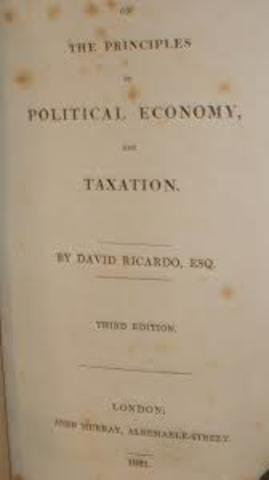 ON
THE PRINCIPLES
OF
POLITICAL ECONOMY,
AND
TAXATION.
BY DAVID RICARDO, ESQ.
THIRD EDITION.
LONDON:
JOHN MURRAY, ALBEMARLE-STREET.
1821.